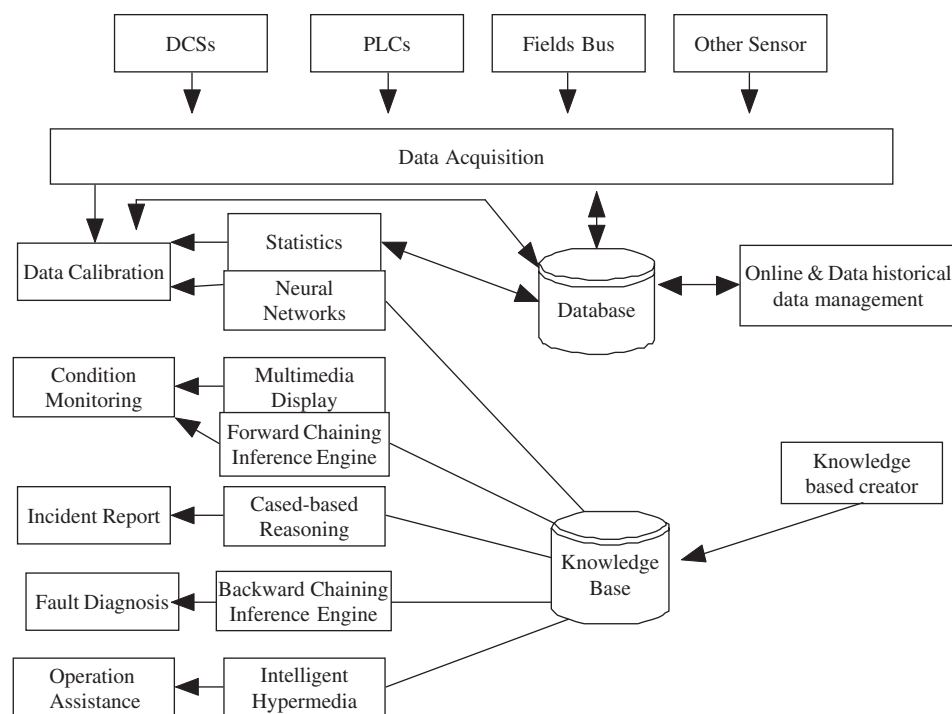 DCSs
PLCs
Fields Bus
Other Sensor
Data Acquisition
Data Calibration
Statistics
Neural
Networks
Database
Online & Data historical
data management
Condition
Monitoring
Multimedia
Display
Forward Chaining
Inference Engine
Knowledge
based creator
Incident Report
Cased-based
Reasoning
Knowledge
Base
Fault Diagnosis
Backward Chaining
Inference Engine
Operation
Assistance
Intelligent
Hypermedia